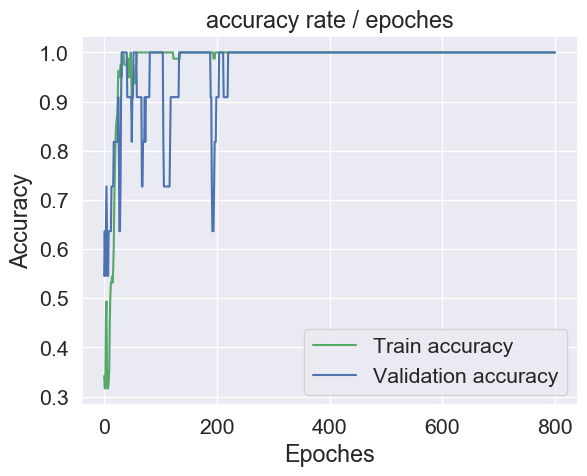 accuracy rate / epoches
1.0
0.9
0.8
0.7
0.6
0.5
0.4
0.3
Accuracy
Train accuracy
Validation accuracy
0 200 400 600 800
Epoches